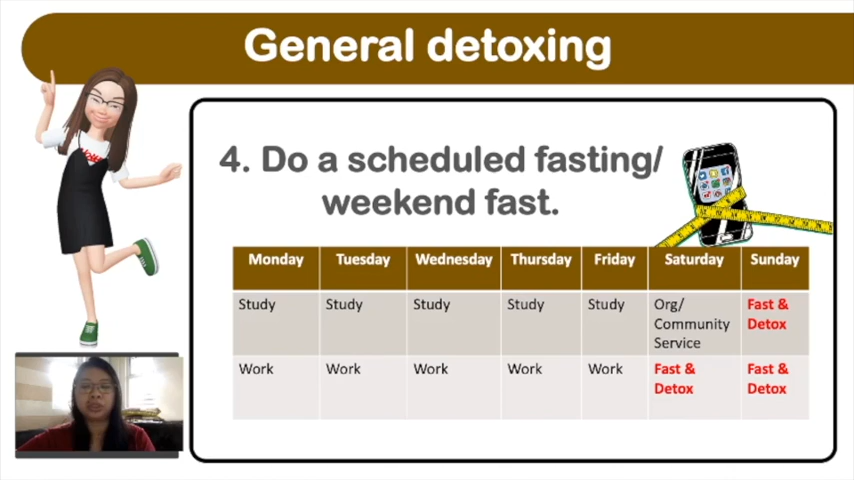 General detoxing
4. Do a scheduled fasting/
weekend fast.
Monday Tuesday Wednesday Thursday Friday Saturday Sunday
Study Study Study Study Study Org/ Fast &
Community Detox
Service
Work Work Work Work Work Fast & Fast &
Detox Detox